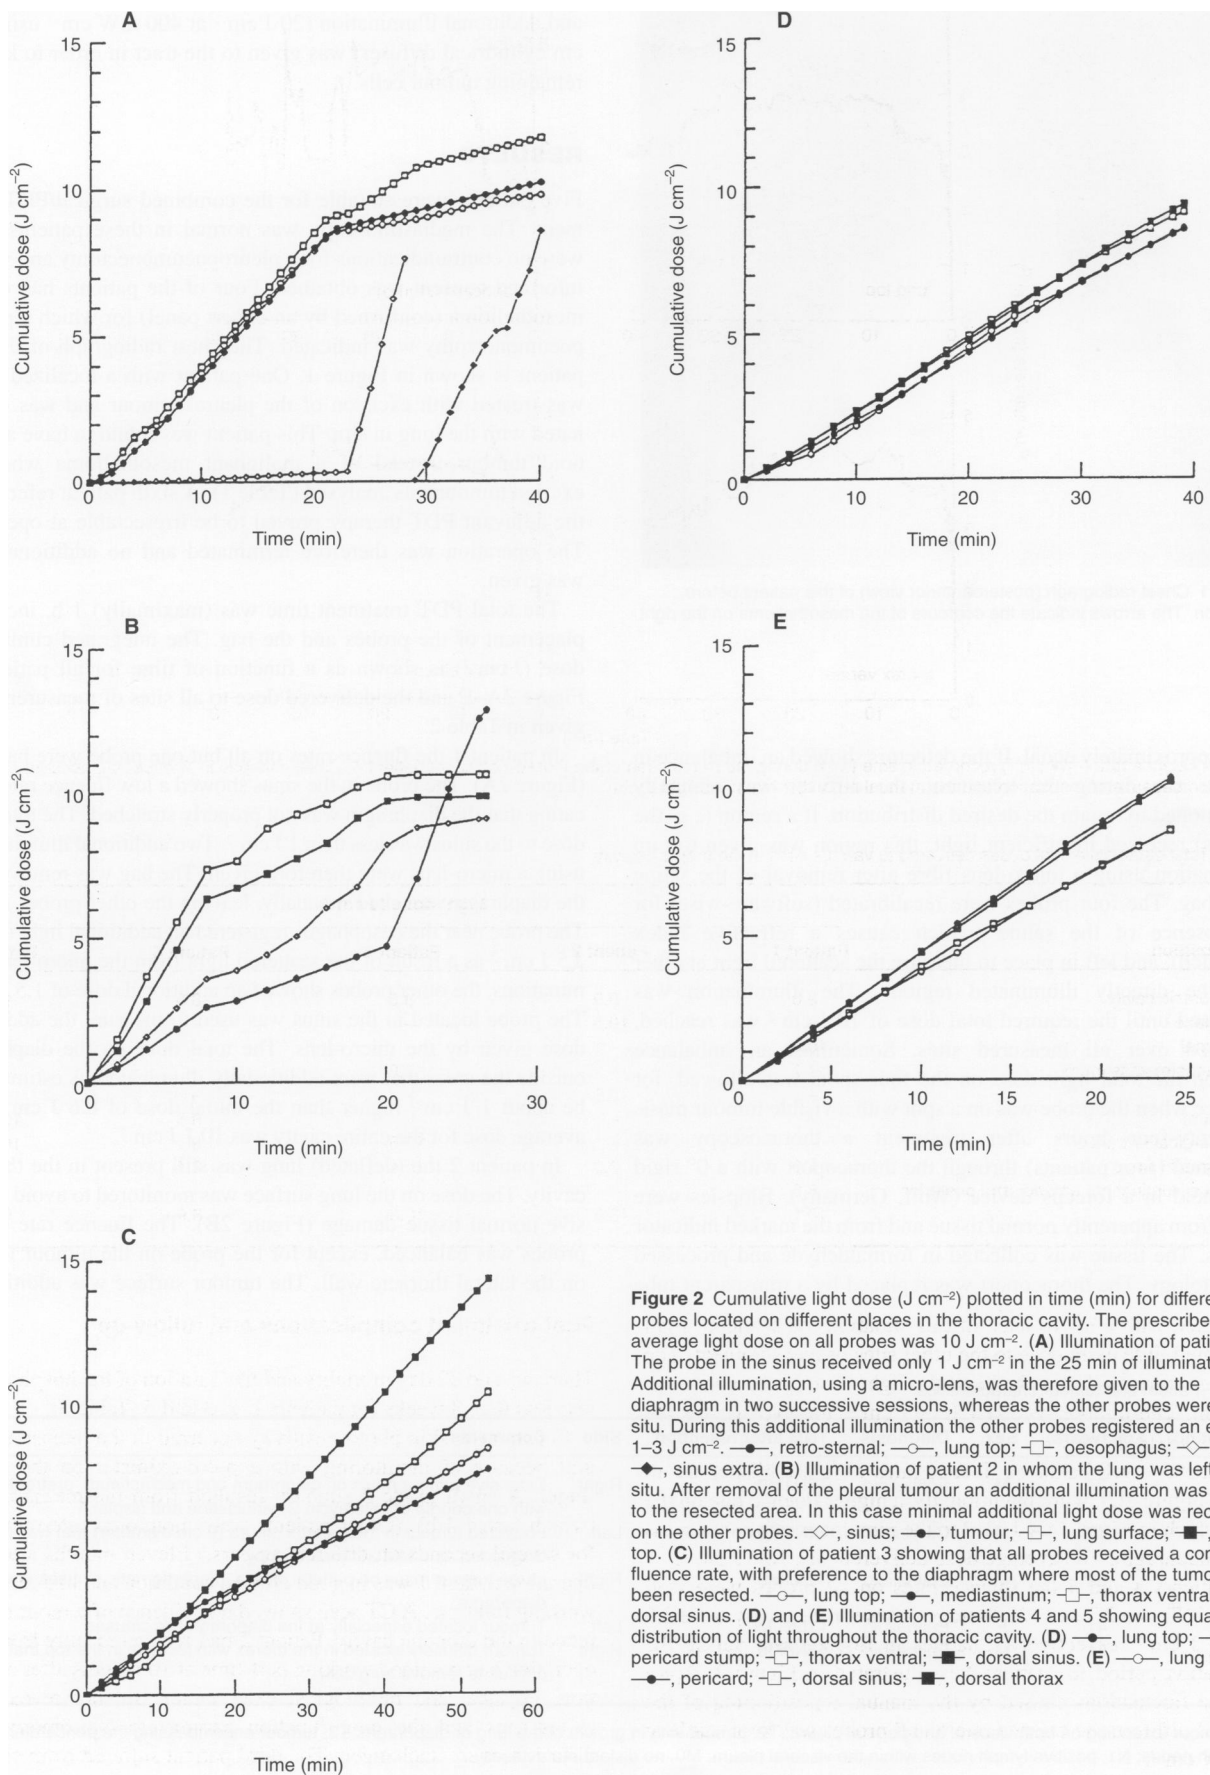 A
15
10
5
0
0
10
20
30
40
Cumulative dose (J cm⁻²)
Time (min)
D
15
10
5
0
0
10
20
30
40
Cumulative dose (J cm⁻²)
Time (min)
B
15
10
5
0
0
10
20
30
Cumulative dose (J cm⁻²)
Time (min)
E
15
10
5
0
0
5
10
15
20
25
Cumulative dose (J cm⁻²)
Time (min)
C
15
10
5
0
0
10
20
30
40
50
60
Cumulative dose (J cm⁻²)
Time (min)
Figure 2 Cumulative light dose (J cm⁻²) plotted in time (min) for differe
probes located on different places in the thoracic cavity. The prescribe
average light dose on all probes was 10 J cm⁻². (A) Illumination of pati
The probe in the sinus received only 1 J cm⁻² in the 25 min of illuminat
Additional illumination, using a micro-lens, was therefore given to the
diaphragm in two successive sessions, whereas the other probes were
situ. During this additional illumination the other probes registered an e
1–3 J cm⁻². —●—, retro-sternal; —○—, lung top; —□—, oesophagus; —◇—
—◆—, sinus extra. (B) Illumination of patient 2 in whom the lung was left
situ. After removal of the pleural tumour an additional illumination was
to the resected area. In this case minimal additional light dose was rec
on the other probes. —◇—, sinus; —●—, tumour; —□—, lung surface; —■—,
top. (C) Illumination of patient 3 showing that all probes received a con
fluence rate, with preference to the diaphragm where most of the tumo
been resected. —○—, lung top; —●—, mediastinum; —□—, thorax ventra
dorsal sinus. (D) and (E) Illumination of patients 4 and 5 showing equa
distribution of light throughout the thoracic cavity. (D) —●—, lung top; —
pericard stump; —□—, thorax ventral; —■—, dorsal sinus. (E) —○—, lung
—●—, pericard; —□—, dorsal sinus; —■—, dorsal thorax